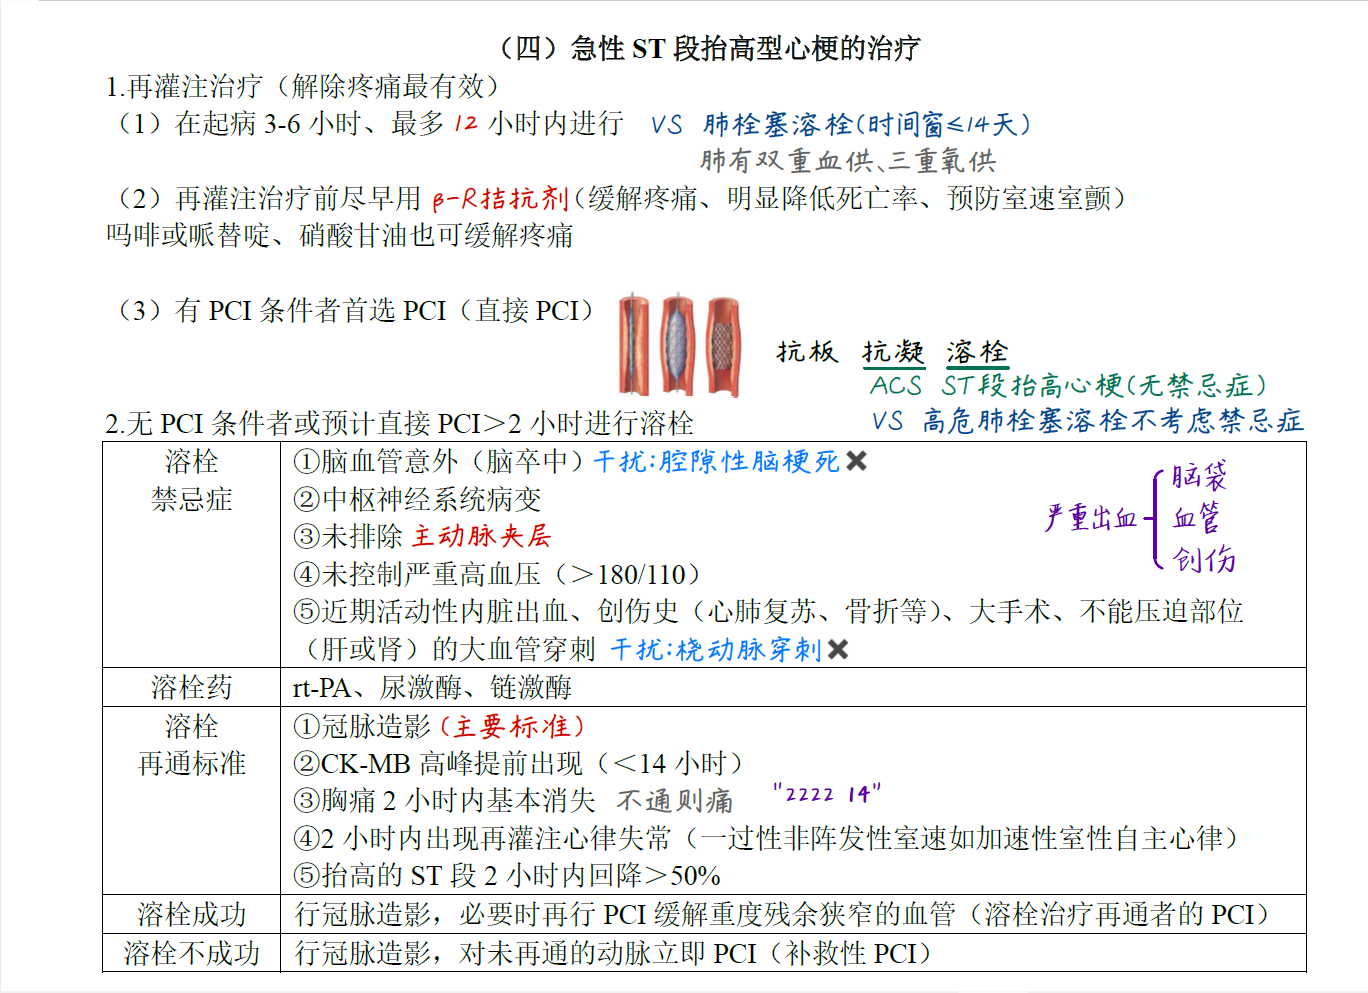 （四）急性 ST 段抬高型心梗的治疗
1.再灌注治疗（解除疼痛最有效）
（1）在起病 3-6 小时、最多 12 小时内进行 VS 肺栓塞溶栓(时间窗≤14天)
肺有双重血供、三重氧供
（2）再灌注治疗前尽早用 β-R拮抗剂（缓解疼痛、明显降低死亡率、预防室速室颤）
吗啡或哌替啶、硝酸甘油也可缓解疼痛
（3）有 PCI 条件者首选 PCI（直接 PCI）
抗板 抗凝 溶栓
ACS ST段抬高心梗(无禁忌症)
VS 高危肺栓塞溶栓不考虑禁忌症
2.无 PCI 条件者或预计直接 PCI＞2 小时进行溶栓
溶栓
禁忌症
①脑血管意外（脑卒中）干扰:腔隙性脑梗死✖
②中枢神经系统病变
③未排除 主动脉夹层
④未控制严重高血压（＞180/110）
⑤近期活动性内脏出血、创伤史（心肺复苏、骨折等）、大手术、不能压迫部位
（肝或肾）的大血管穿刺 干扰:桡动脉穿刺✖
严重出血
脑袋
血管
创伤
溶栓药 rt-PA、尿激酶、链激酶
溶栓
再通标准
①冠脉造影 (主要标准)
②CK-MB 高峰提前出现（＜14 小时）
③胸痛 2 小时内基本消失 不通则痛 "2222 14"
④2 小时内出现再灌注心律失常（一过性非阵发性室速如加速性室性自主心律）
⑤抬高的 ST 段 2 小时内回降＞50%
溶栓成功 行冠脉造影，必要时再行 PCI 缓解重度残余狭窄的血管（溶栓治疗再通者的 PCI）
溶栓不成功 行冠脉造影，对未再通的动脉立即 PCI（补救性 PCI）